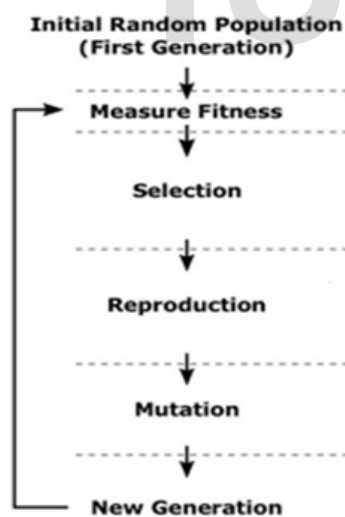 Initial Random Population
(First Generation)
Measure Fitness
Selection
Reproduction
Mutation
New Generation